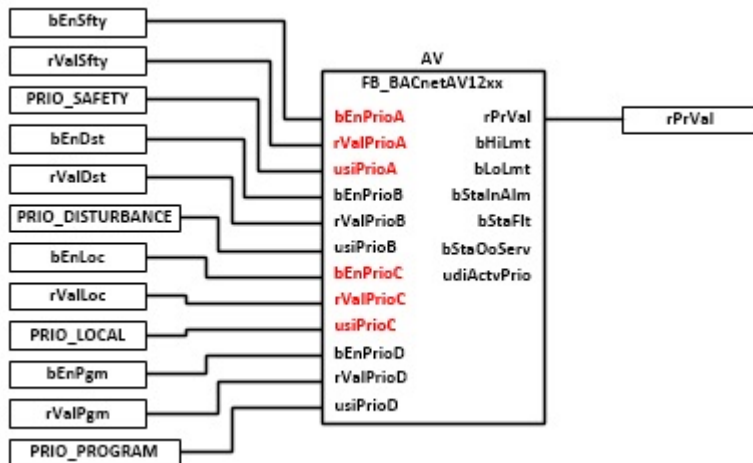 bEnSfty
rValSfty
PRIO_SAFETY
bEnDst
rValDst
PRIO_DISTURBANCE
bEnLoc
rValLoc
PRIO_LOCAL
bEnPgm
rValPgm
PRIO_PROGRAM
AV
FB_BACnetAV12xx
bEnPrioA
rValPrioA
usiPrioA
bEnPrioB
rValPrioB
usiPrioB
bEnPrioC
rValPrioC
usiPrioC
bEnPrioD
rValPrioD
usiPrioD
rPrVal
bHiLmt
bLoLmt
bStaInAlm
bStaFlt
bStaOoServ
udiActvPrio
rPrVal